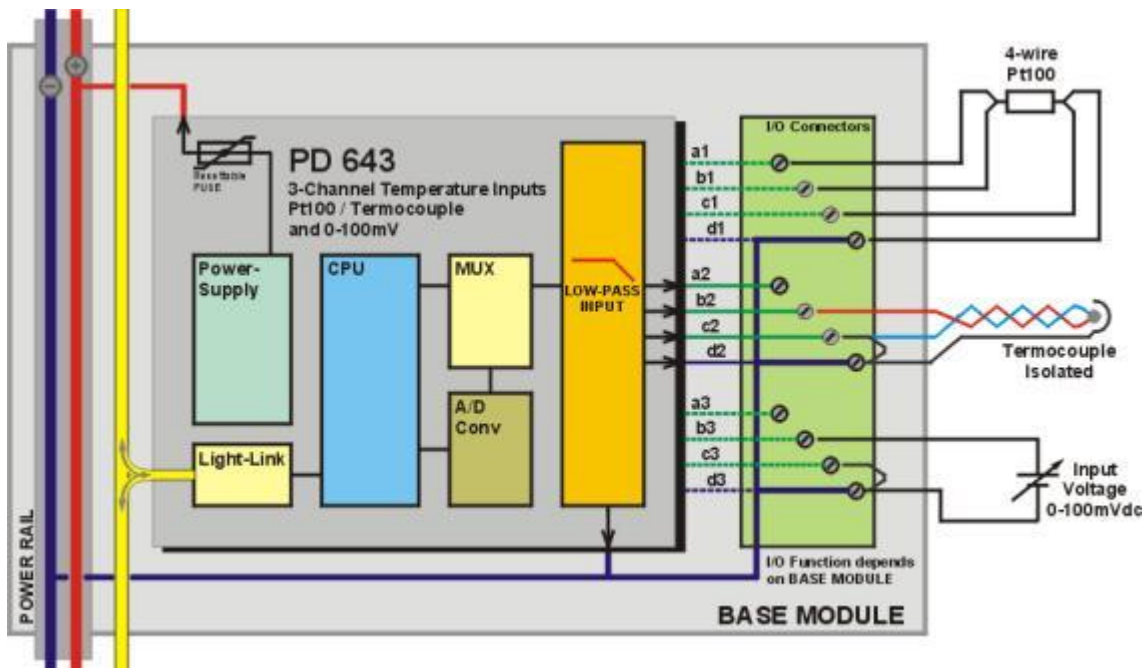 4-wire
Pt100
I/O Connectors
Resettable
FUSE
PD 643
3-Channel Temperature Inputs
Pt100 / Termocouple
and 0-100mV
a1
b1
c1
d1
Power-
Supply
CPU
MUX
LOW-PASS
INPUT
a2
b2
c2
d2
Termocouple
Isolated
A/D
Conv
a3
b3
c3
d3
Light-Link
Input
Voltage
0-100mVdc
POWER RAIL
I/O Function depends
on BASE MODULE
BASE MODULE